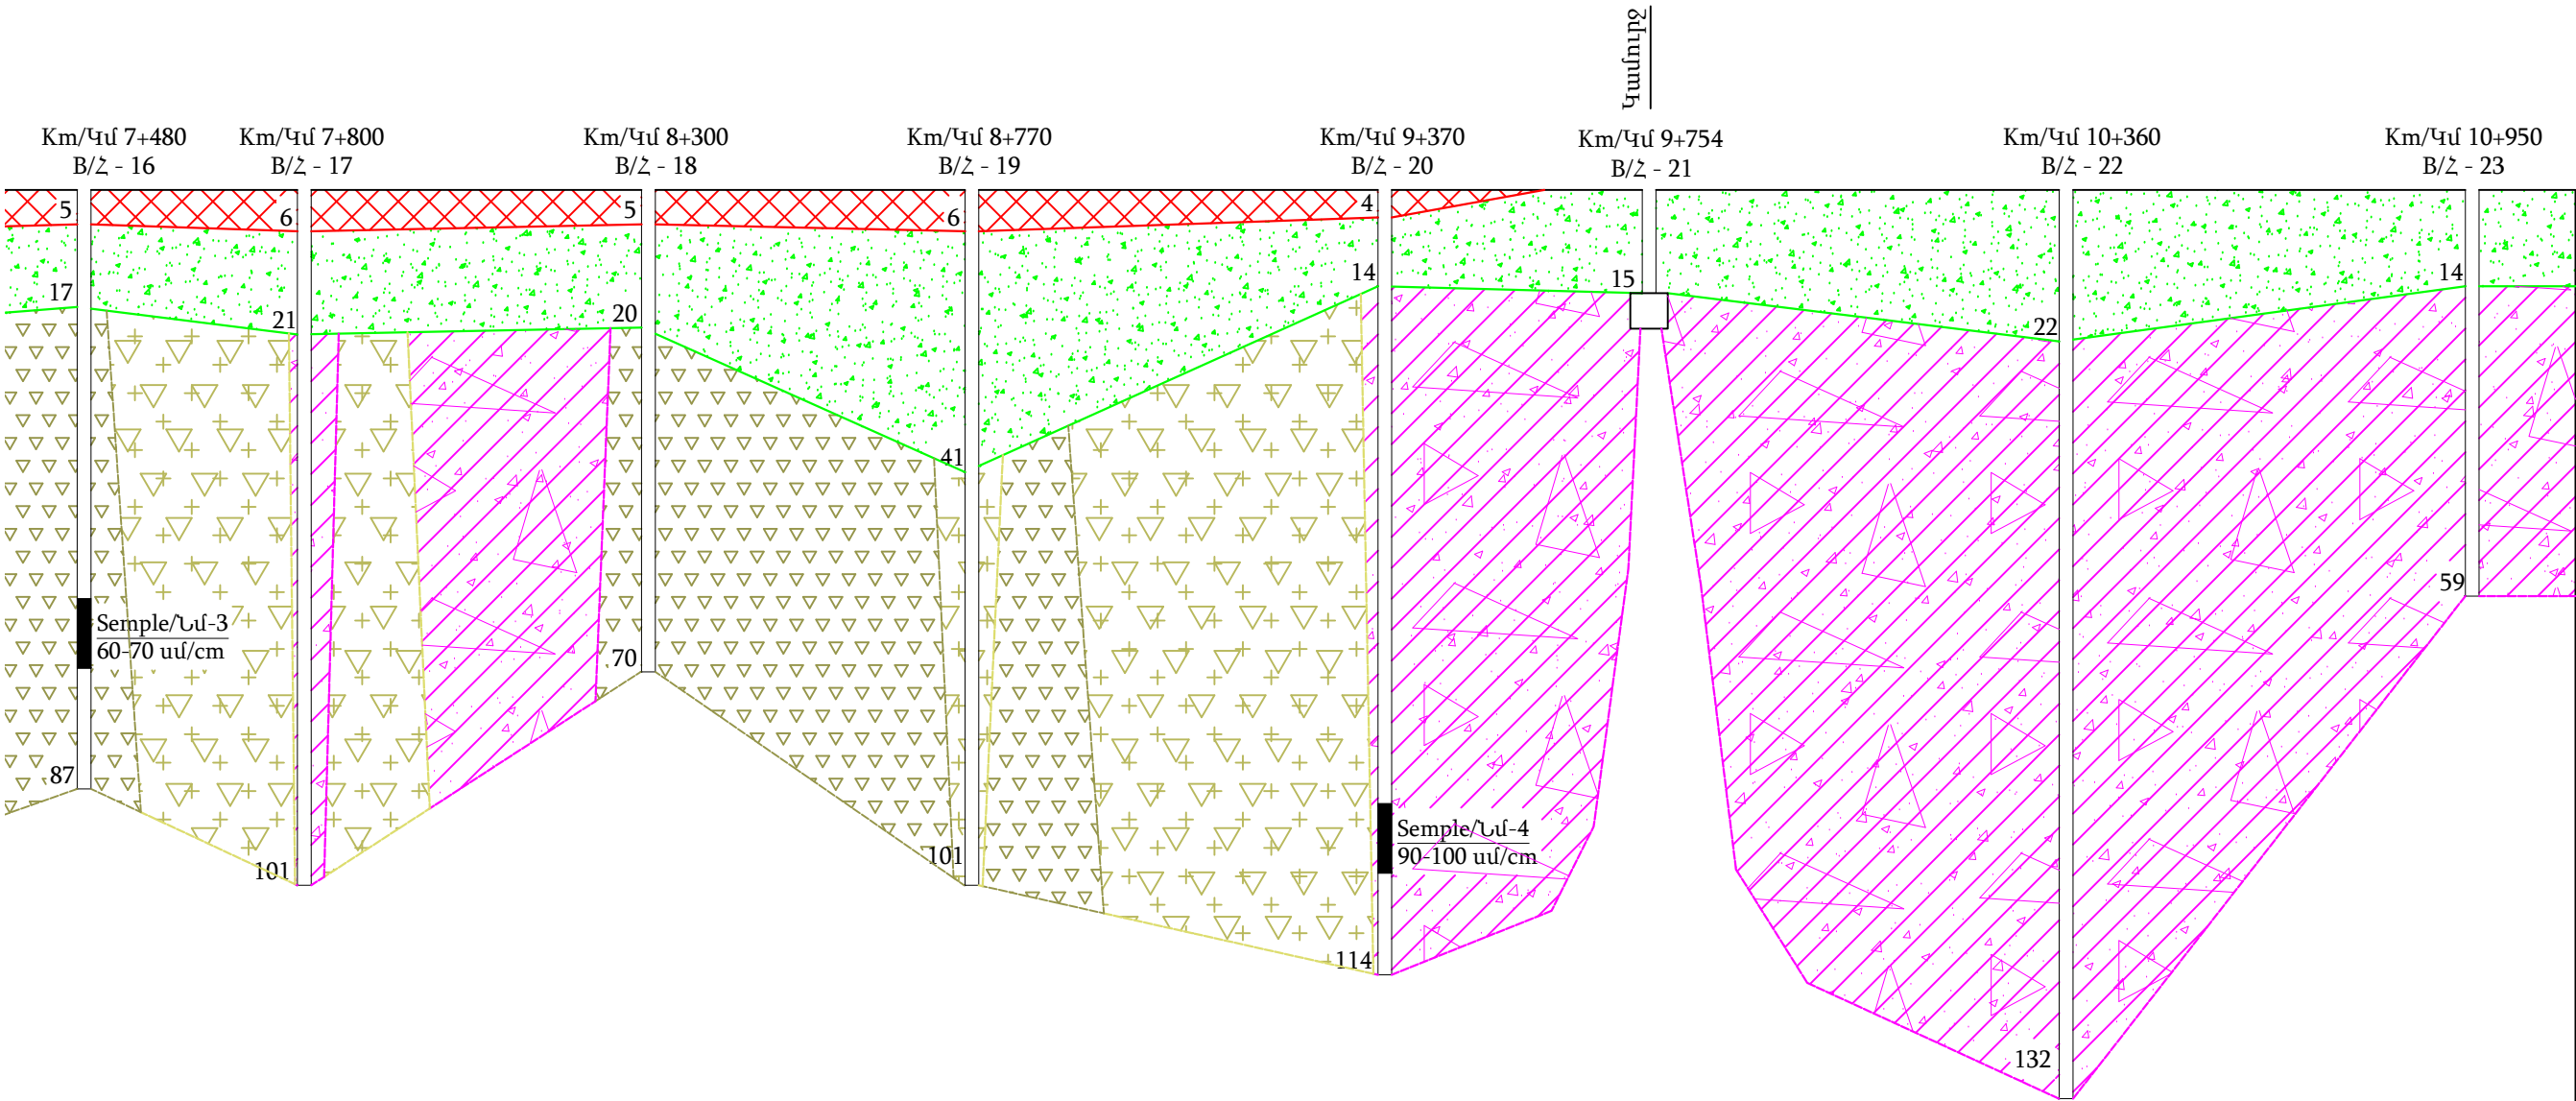 Կամուրջ
Km/Կմ 7+480
B/Հ - 16
Km/Կմ 7+800
B/Հ - 17
Km/Կմ 8+300
B/Հ - 18
Km/Կմ 8+770
B/Հ - 19
Km/Կմ 9+370
B/Հ - 20
Km/Կմ 9+754
B/Հ - 21
Km/Կմ 10+360
B/Հ - 22
Km/Կմ 10+950
B/Հ - 23
5
6
5
6
4
17
21
20
41
14
15
22
14
59
Semple/Նմ-3
60-70 սմ/cm
70
87
101
101
Semple/Նմ-4
90-100 սմ/cm
114
132